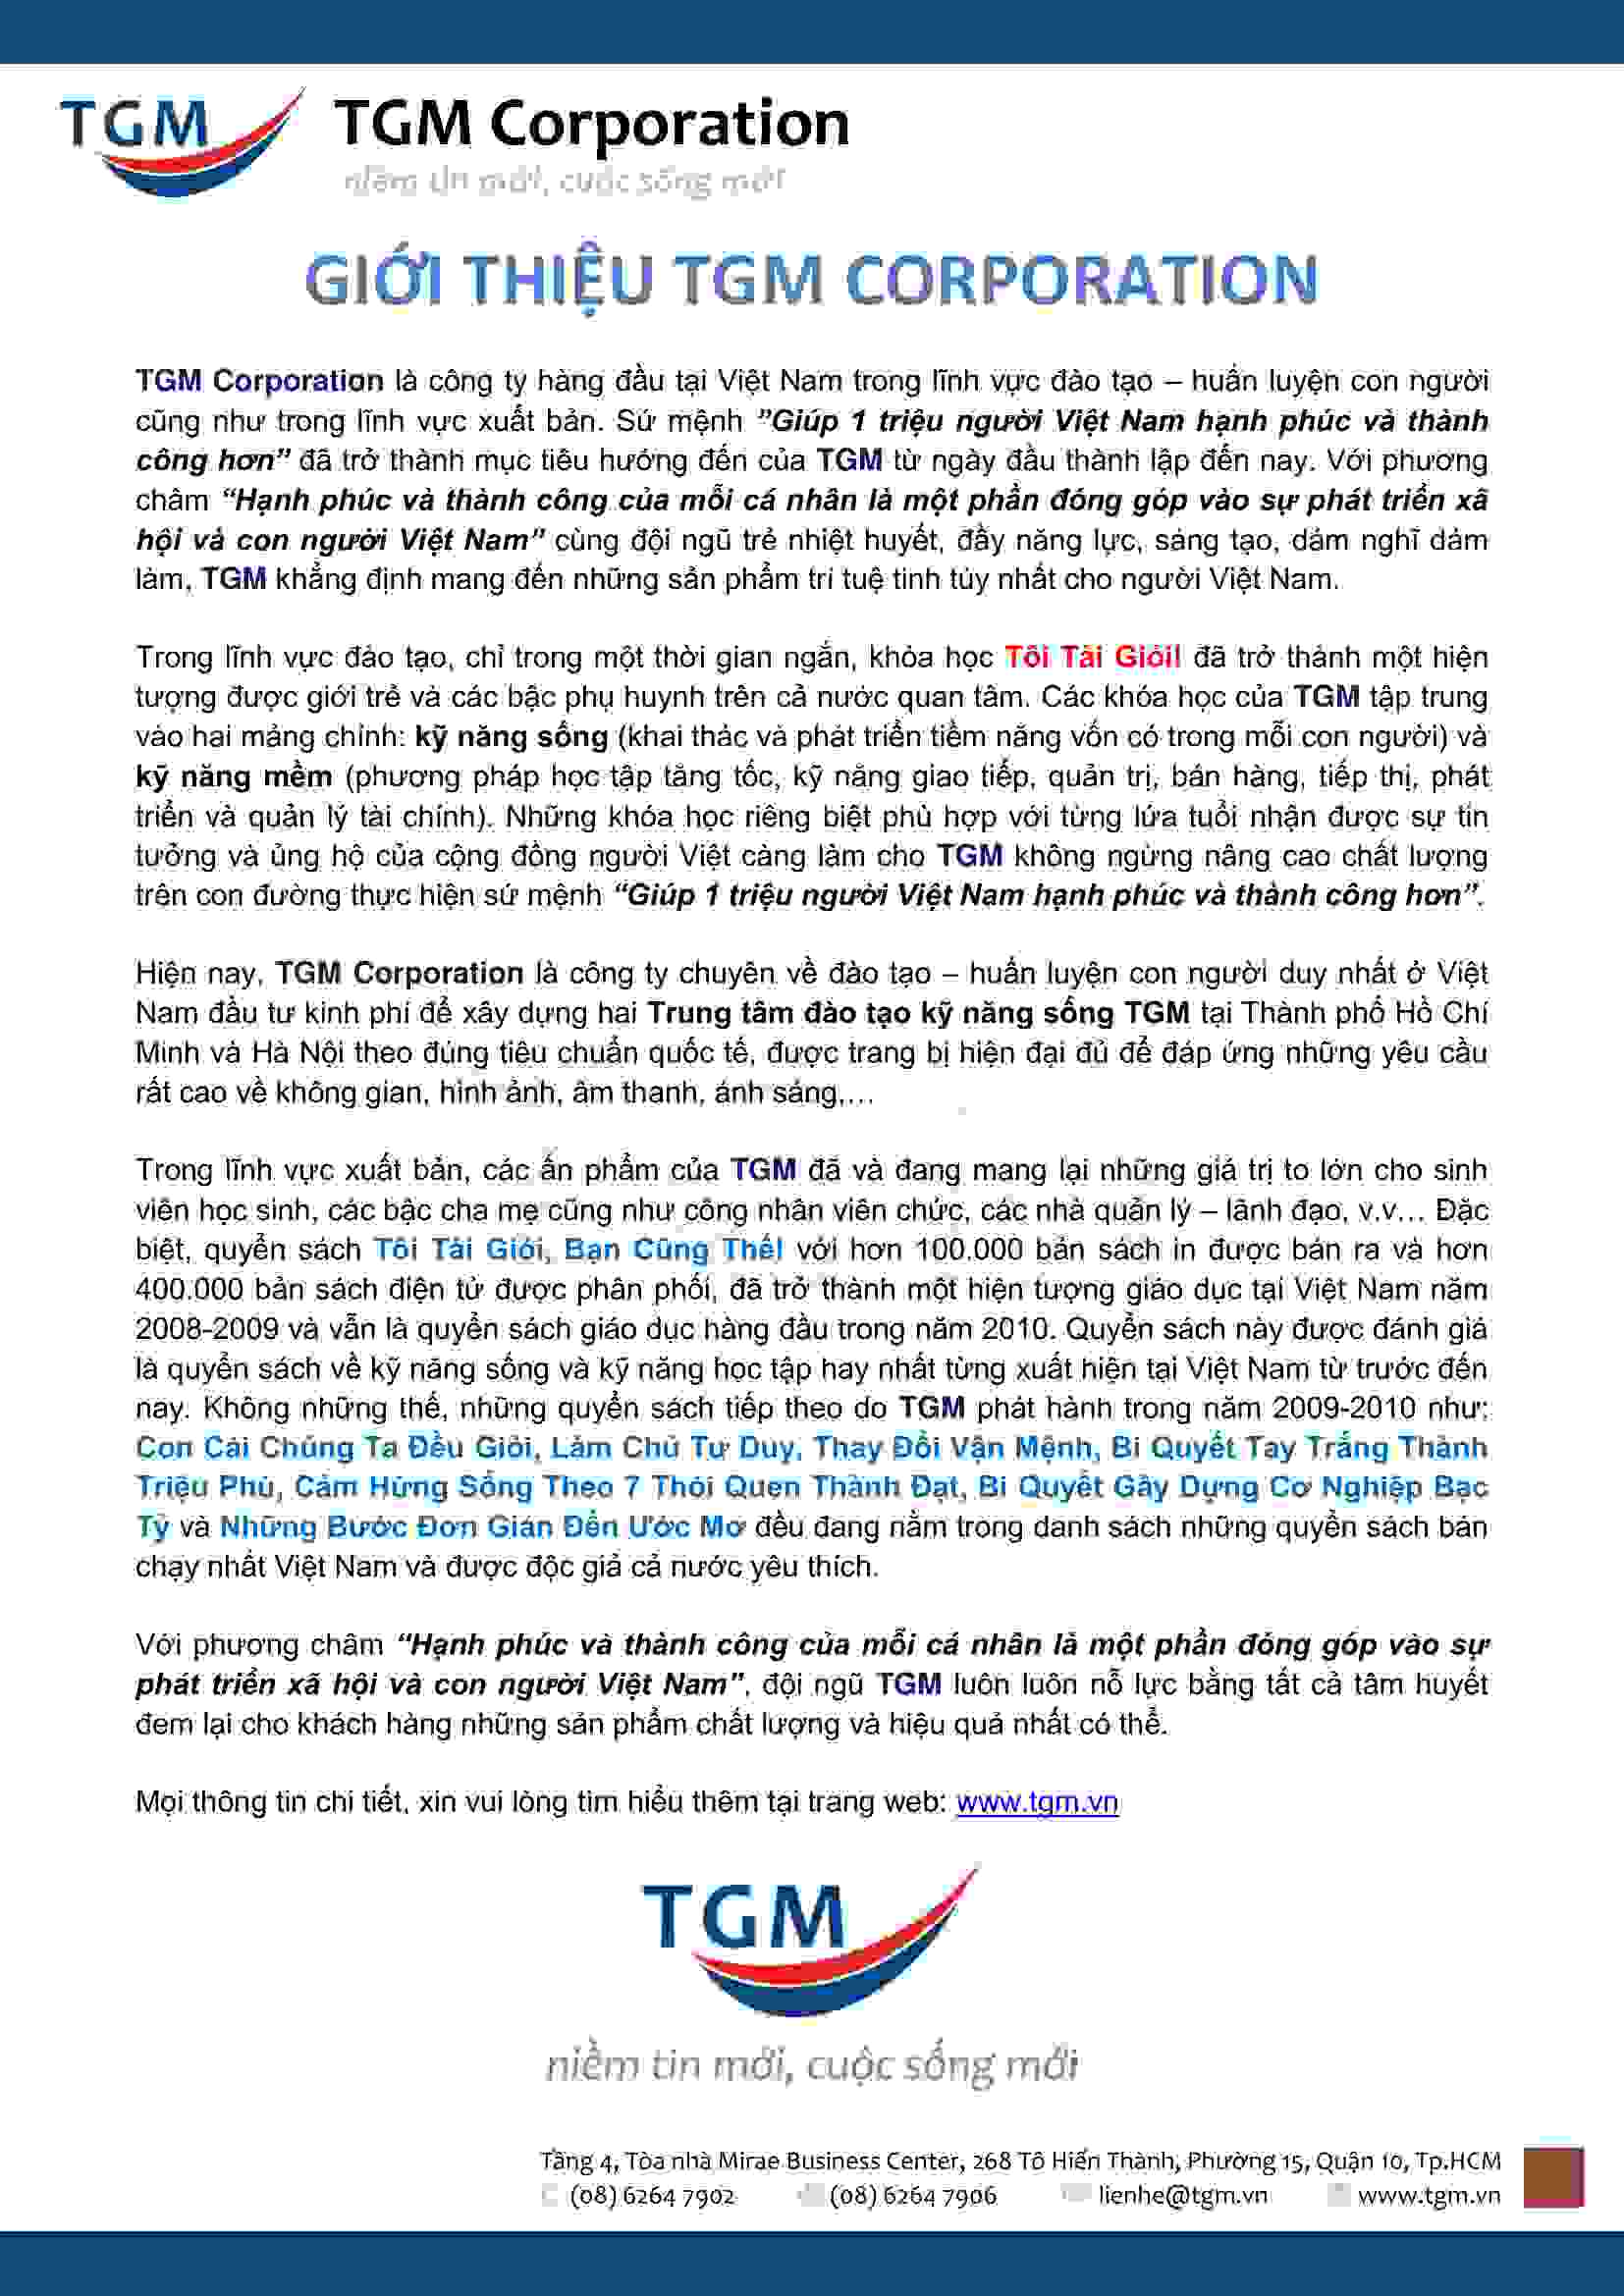 TGM
TGM Corporation
niềm tin mới, cuộc sống mới
GIỚI THIỆU TGM CORPORATION
TGM Corporation là công ty hàng đầu tại Việt Nam trong lĩnh vực đào tạo – huấn luyện con người
cũng như trong lĩnh vực xuất bản. Sứ mệnh ”Giúp 1 triệu người Việt Nam hạnh phúc và thành
công hơn” đã trở thành mục tiêu hướng đến của TGM từ ngày đầu thành lập đến nay. Với phương
châm “Hạnh phúc và thành công của mỗi cá nhân là một phần đóng góp vào sự phát triển xã
hội và con người Việt Nam” cùng đội ngũ trẻ nhiệt huyết, đầy năng lực, sáng tạo, dám nghĩ dám
làm, TGM khẳng định mang đến những sản phẩm trí tuệ tinh túy nhất cho người Việt Nam.
Trong lĩnh vực đào tạo, chỉ trong một thời gian ngắn, khóa học Tôi Tài Giỏi! đã trở thành một hiện
tượng được giới trẻ và các bậc phụ huynh trên cả nước quan tâm. Các khóa học của TGM tập trung
vào hai mảng chính: kỹ năng sống (khai thác và phát triển tiềm năng vốn có trong mỗi con người) và
kỹ năng mềm (phương pháp học tập tăng tốc, kỹ năng giao tiếp, quản trị, bán hàng, tiếp thị, phát
triển và quản lý tài chính). Những khóa học riêng biệt phù hợp với từng lứa tuổi nhận được sự tin
tưởng và ủng hộ của cộng đồng người Việt càng làm cho TGM không ngừng nâng cao chất lượng
trên con đường thực hiện sứ mệnh “Giúp 1 triệu người Việt Nam hạnh phúc và thành công hơn”.
Hiện nay, TGM Corporation là công ty chuyên về đào tạo – huấn luyện con người duy nhất ở Việt
Nam đầu tư kinh phí để xây dựng hai Trung tâm đào tạo kỹ năng sống TGM tại Thành phố Hồ Chí
Minh và Hà Nội theo đúng tiêu chuẩn quốc tế, được trang bị hiện đại đủ để đáp ứng những yêu cầu
rất cao về không gian, hình ảnh, âm thanh, ánh sáng,…
Trong lĩnh vực xuất bản, các ấn phẩm của TGM đã và đang mang lại những giá trị to lớn cho sinh
viên học sinh, các bậc cha mẹ cũng như công nhân viên chức, các nhà quản lý – lãnh đạo, v.v… Đặc
biệt, quyển sách Tôi Tài Giỏi, Bạn Cũng Thế! với hơn 100.000 bản sách in được bán ra và hơn
400.000 bản sách điện tử được phân phối, đã trở thành một hiện tượng giáo dục tại Việt Nam năm
2008-2009 và vẫn là quyển sách giáo dục hàng đầu trong năm 2010. Quyển sách này được đánh giá
là quyển sách về kỹ năng sống và kỹ năng học tập hay nhất từng xuất hiện tại Việt Nam từ trước đến
nay. Không những thế, những quyển sách tiếp theo do TGM phát hành trong năm 2009-2010 như:
Con Cái Chúng Ta Đều Giỏi, Làm Chủ Tư Duy, Thay Đổi Vận Mệnh, Bí Quyết Tay Trắng Thành
Triệu Phú, Cảm Hứng Sống Theo 7 Thói Quen Thành Đạt, Bí Quyết Gây Dựng Cơ Nghiệp Bạc
Tỷ và Những Bước Đơn Giản Đến Ước Mơ đều đang nằm trong danh sách những quyển sách bán
chạy nhất Việt Nam và được độc giả cả nước yêu thích.
Với phương châm “Hạnh phúc và thành công của mỗi cá nhân là một phần đóng góp vào sự
phát triển xã hội và con người Việt Nam”, đội ngũ TGM luôn luôn nỗ lực bằng tất cả tâm huyết
đem lại cho khách hàng những sản phẩm chất lượng và hiệu quả nhất có thể.
Mọi thông tin chi tiết, xin vui lòng tìm hiểu thêm tại trang web: www.tgm.vn
TGM
niềm tin mới, cuộc sống mới
Tầng 4, Tòa nhà Mirae Business Center, 268 Tô Hiến Thành, Phường 15, Quận 10, Tp.HCM
(08) 6264 7902 (08) 6264 7906 lienhe@tgm.vn www.tgm.vn